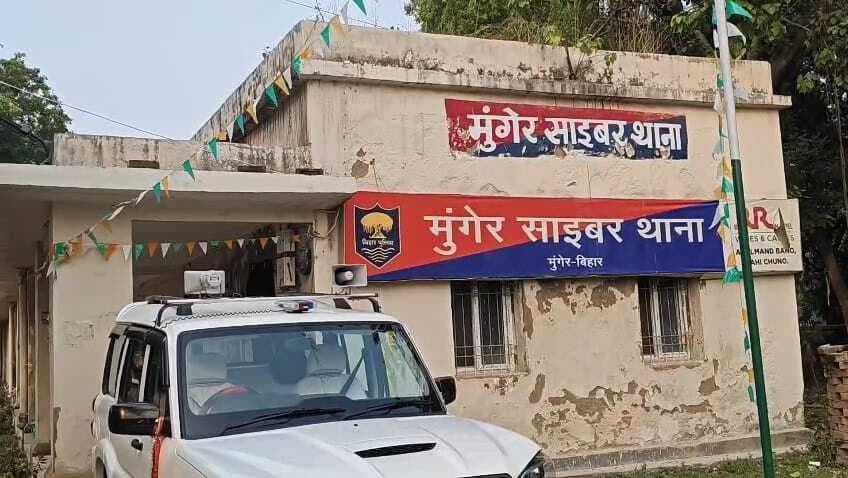 मुंगेर साइबर थाना
मुंगेर साइबर थाना
मुंगेर-बिहार
बिहार पुलिस